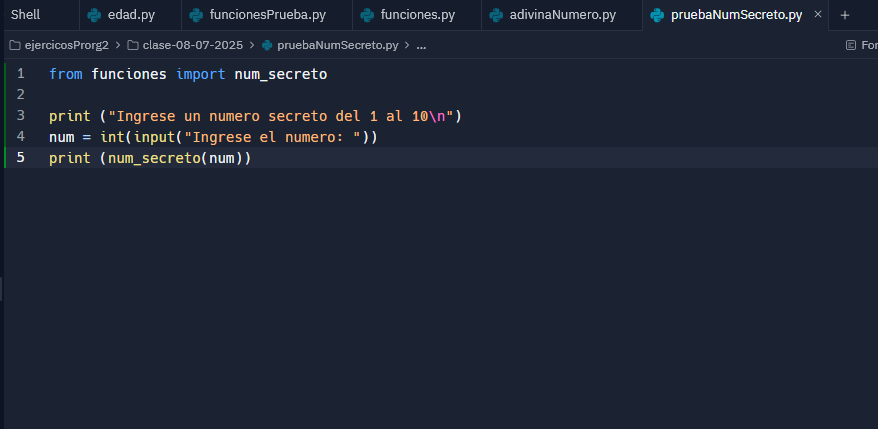 Shell edad.py funcionesPrueba.py funciones.py adivinaNumero.py pruebaNumSecreto.py × +
ejercicosProrg2 > clase-08-07-2025 > pruebaNumSecreto.py > ... For
1 from funciones import num_secreto
2
3 print ("Ingrese un numero secreto del 1 al 10\n")
4 num = int(input("Ingrese el numero: "))
5 print (num_secreto(num))